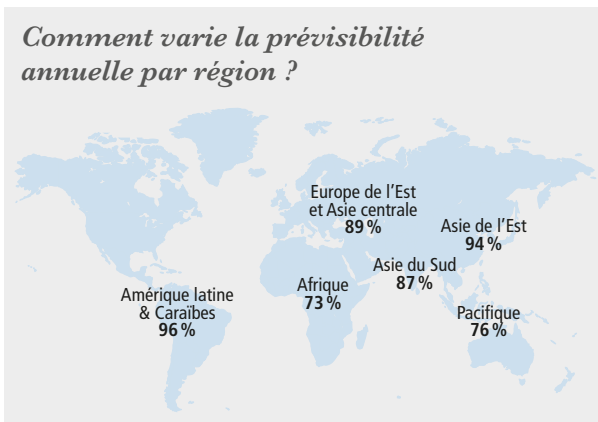 Comment varie la prévisibilité
annuelle par région ?
Europe de l'Est
et Asie centrale
89 %
Asie de l'Est
94 %
Asie du Sud
87 %
Afrique
73 %
Amérique latine
& Caraïbes
96 %
Pacifique
76 %